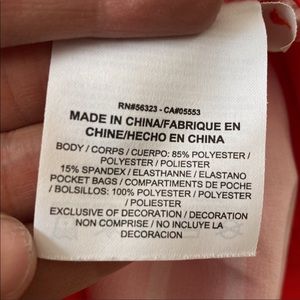 RN#56323 - CA#05553
MADE IN CHINA/FABRIQUE EN
CHINE/HECHO EN CHINA
BODY / CORPS / CUERPO: 85% POLYESTER /
POLYESTER / POLIESTER
15% SPANDEX / ELASTHANNE / ELASTANO
POCKET BAGS / COMPARTIMENTS DE POCHE
/ BOLSILLOS: 100% POLYESTER / POLYESTER
/ POLIESTER
EXCLUSIVE OF DECORATION / DECORATION
NON COMPRISE / NO INCLUYE LA
DECORACION